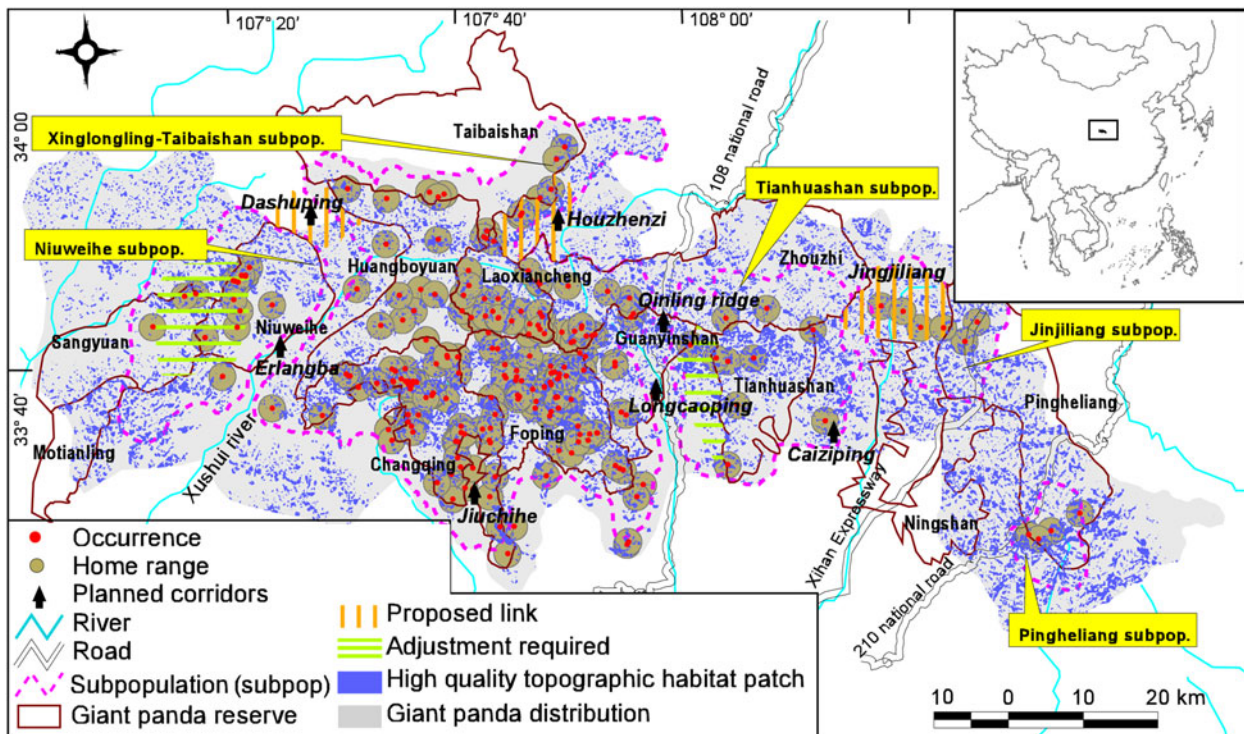 107° 20'
107° 40'
108° 00'
34° 00
33° 40'
Xinglongling-Taibaishan subpop.
Taibaishan
108 national road
Tianhuashan subpop.
Dashuping
Houzhenzi
Niuweihe subpop.
Huangboyuan
Laoxiancheng
Zhouzhi
Jingjiliang
Qinling ridge
Jinjiliang subpop.
Sangyuan
Niuweihe
Guanyinshan
Erlangba
Tianhuashan
Longcaoping
Pingheliang
Motianling
Xushui river
Foping
Changqing
Caiziping
Jiuchihe
Xihan Expressway
Ningshan
210 national road
Pingheliang subpop.
Occurrence
Home range
Planned corridors
River
Road
Subpopulation (subpop)
Giant panda reserve
Proposed link
Adjustment required
High quality topographic habitat patch
Giant panda distribution
10 0 10 20 km